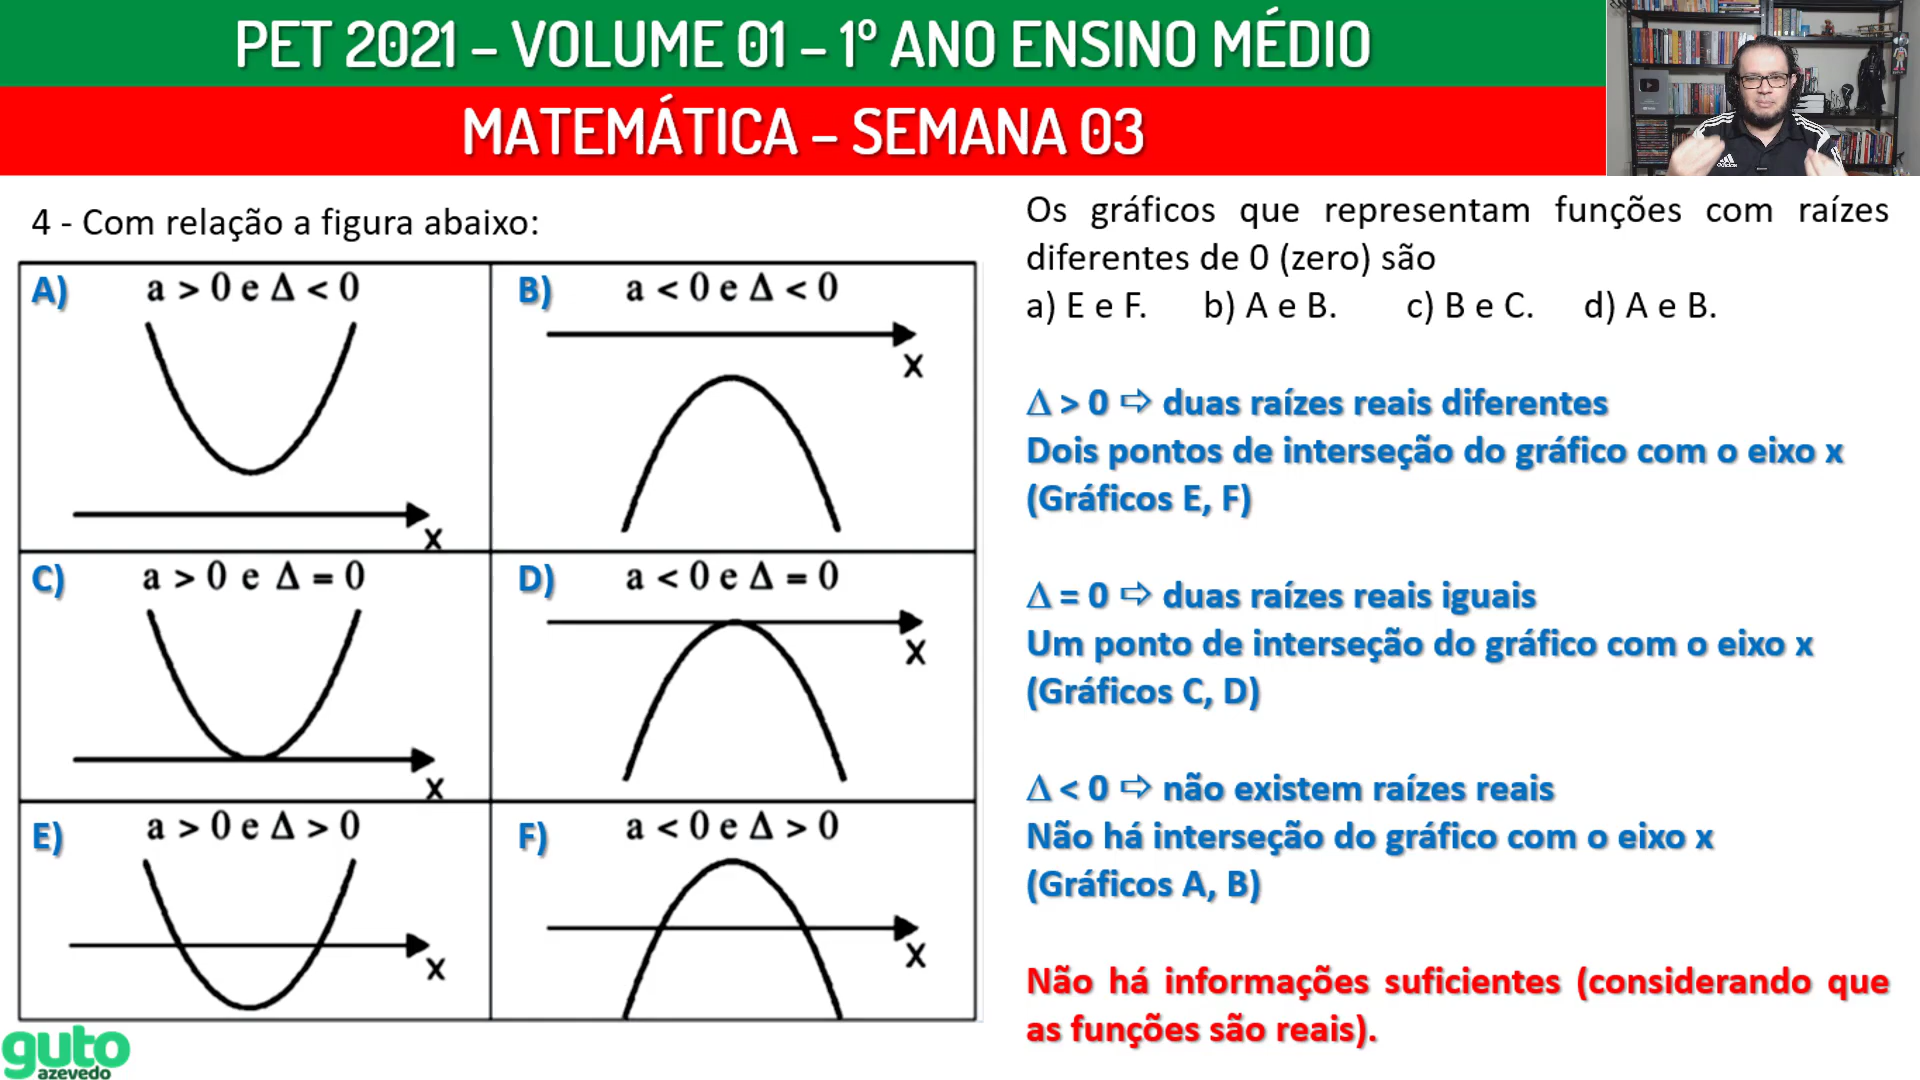 PET 2021 – VOLUME 01 – 1º ANO ENSINO MÉDIO
MATEMÁTICA – SEMANA 03
4 - Com relação a figura abaixo:
A) a > 0 e Δ < 0
x
B) a < 0 e Δ < 0
x
C) a > 0 e Δ = 0
x
D) a < 0 e Δ = 0
x
E) a > 0 e Δ > 0
x
F) a < 0 e Δ > 0
x
Os gráficos que representam funções com raízes
diferentes de 0 (zero) são
a) E e F. b) A e B. c) B e C. d) A e B.
Δ > 0 ⇨ duas raízes reais diferentes
Dois pontos de interseção do gráfico com o eixo x
(Gráficos E, F)
Δ = 0 ⇨ duas raízes reais iguais
Um ponto de interseção do gráfico com o eixo x
(Gráficos C, D)
Δ < 0 ⇨ não existem raízes reais
Não há interseção do gráfico com o eixo x
(Gráficos A, B)
Não há informações suficientes (considerando que
as funções são reais).
guto
azevedo
adidas